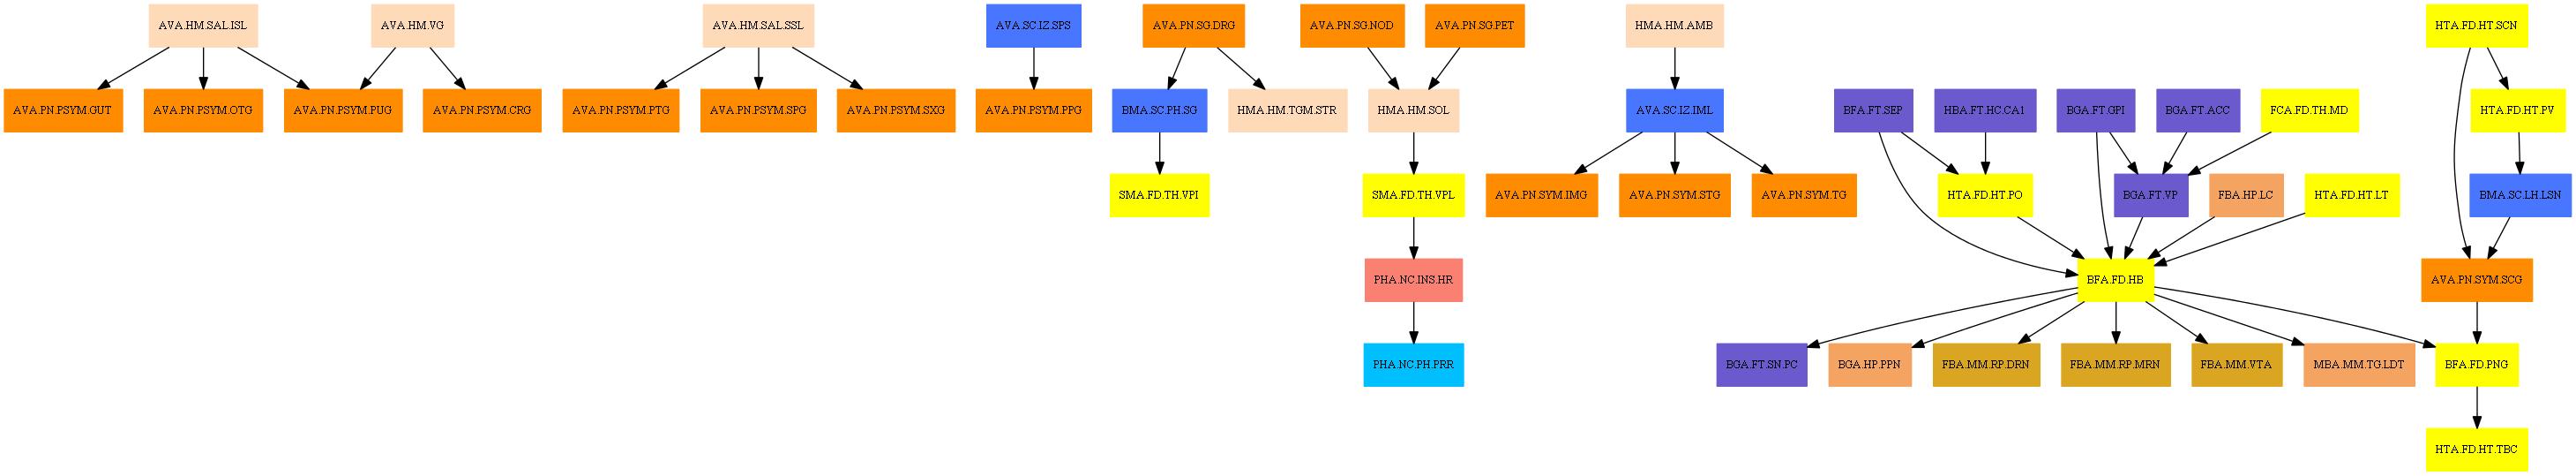 AVA.HM.SAL.ISL
AVA.HM.VG
AVA.HM.SAL.SSL
AVA.SC.IZ.SPS
AVA.PN.SG.DRG
AVA.PN.SG.NOD
AVA.PN.SG.PET
HMA.HM.AMB
HTA.FD.HT.SCN
AVA.PN.PSYM.GUT
AVA.PN.PSYM.OTG
AVA.PN.PSYM.PUG
AVA.PN.PSYM.CRG
AVA.PN.PSYM.PTG
AVA.PN.PSYM.SPG
AVA.PN.PSYM.SXG
AVA.PN.PSYM.PPG
BMA.SC.PH.SG
HMA.HM.TGM.STR
HMA.HM.SOL
AVA.SC.IZ.IML
BFA.FT.SEP
HBA.FT.HC.CA1
BGA.FT.GPI
BGA.FT.ACC
FCA.FD.TH.MD
HTA.FD.HT.PV
SMA.FD.TH.VPI
SMA.FD.TH.VPL
AVA.PN.SYM.IMG
AVA.PN.SYM.STG
AVA.PN.SYM.TG
HTA.FD.HT.PO
BGA.FT.VP
FBA.HP.LC
HTA.FD.HT.LT
BMA.SC.LH.LSN
PHA.NC.INS.HR
BFA.FD.HB
AVA.PN.SYM.SCG
PHA.NC.PH.PRR
BGA.FT.SN.PC
BGA.HP.PPN
FBA.MM.RP.DRN
FBA.MM.RP.MRN
FBA.MM.VTA
MBA.MM.TG.LDT
BFA.FD.PNG
HTA.FD.HT.TBC